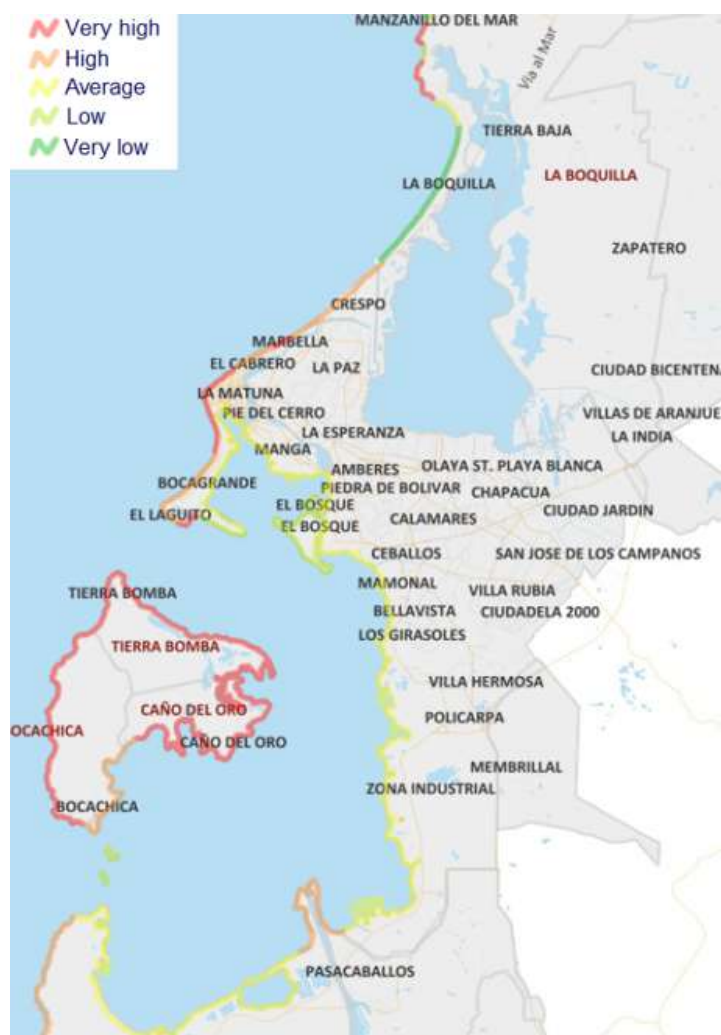 Very high
High
Average
Low
Very low
MANZANILLO DEL MAR
Vía al Mar
TIERRA BAJA
LA BOQUILLA
LA BOQUILLA
ZAPATERO
CRESPO
MARBELLA
EL CABRERO
LA PAZ
CIUDAD BICENTENA
LA MATUNA
PIE DEL CERRO
VILLAS DE ARANJUE
LA ESPERANZA
LA INDIA
MANGA
AMBERES
OLAYA ST. PLAYA BLANCA
BOCAGRANDE
PIEDRA DE BOLIVAR
CHAPACUA
EL LAGUITO
EL BOSQUE
CIUDAD JARDIN
EL BOSQUE
CALAMARES
CEBALLOS
SAN JOSE DE LOS CAMPANOS
TIERRA BOMBA
MAMONAL
VILLA RUBIA
BELLAVISTA
CIUDADELA 2000
LOS GIRASOLES
TIERRA BOMBA
VILLA HERMOSA
CAÑO DEL ORO
POLICARPA
OCACHICA
CAÑO DEL ORO
MEMBRILLAL
ZONA INDUSTRIAL
BOCACHICA
PASACABALLOS